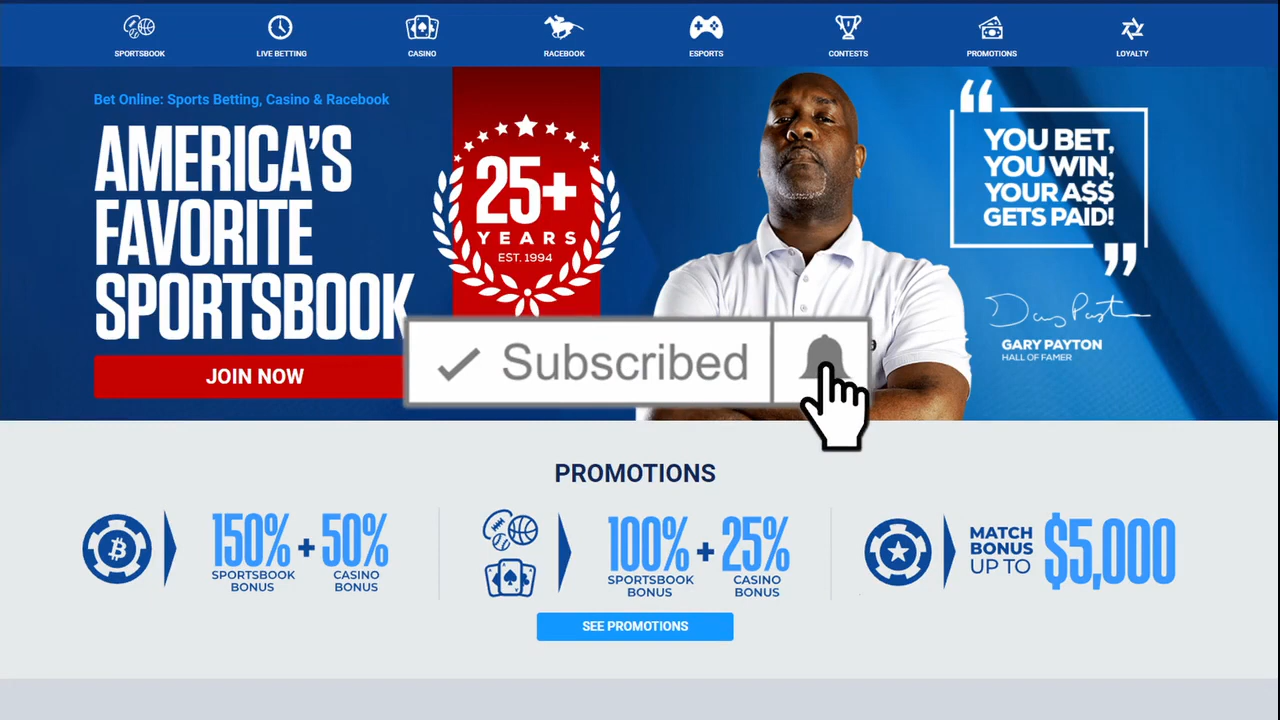 SPORTSBOOK
LIVE BETTING
CASINO
RACEBOOK
ESPORTS
CONTESTS
PROMOTIONS
LOYALTY
Bet Online: Sports Betting, Casino & Racebook
AMERICA'S
FAVORITE
SPORTSBOOK
JOIN NOW
25+
YEARS
EST. 1994
“
YOU BET,
YOU WIN,
YOUR A$$
GETS PAID!
”
GARY PAYTON
HALL OF FAMER
Subscribed
PROMOTIONS
150% + 50%
SPORTSBOOK BONUS
CASINO BONUS
100% + 25%
SPORTSBOOK BONUS
CASINO BONUS
MATCH
BONUS
UP TO
$5,000
SEE PROMOTIONS